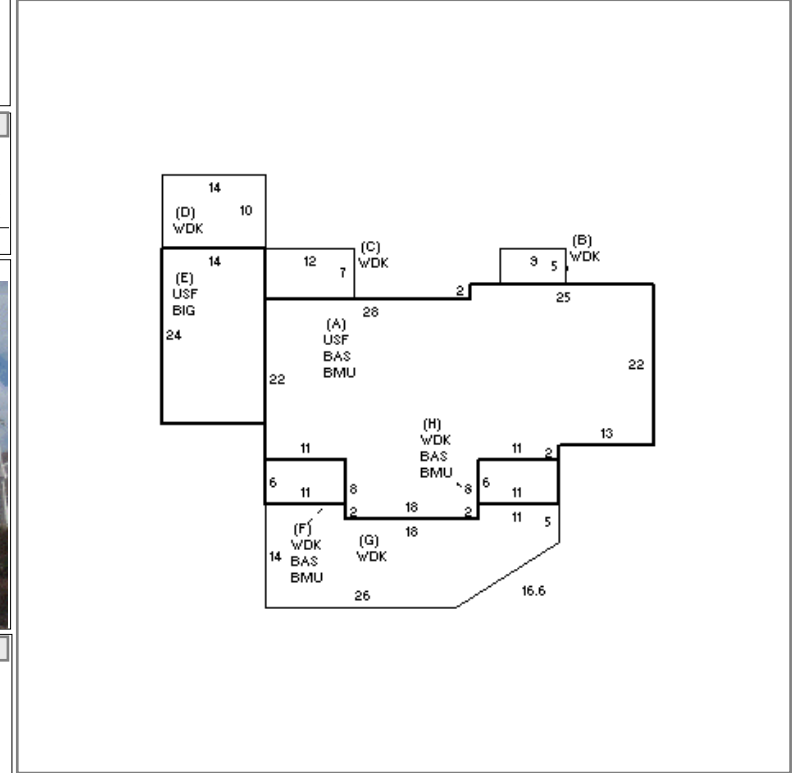 14
(D)
WDK
10
14
(E)
USF
BIG
24
12
7
(C)
WDK
9
5
(B)
WDK
2
28
25
(A)
USF
BAS
BMU
22
22
(H)
WDK
BAS
BMU
13
11
11
2
6
11
8
8
6
11
2
18
2
18
11
5
(F)
WDK
BAS
BMU
(G)
WDK
14
26
16.6